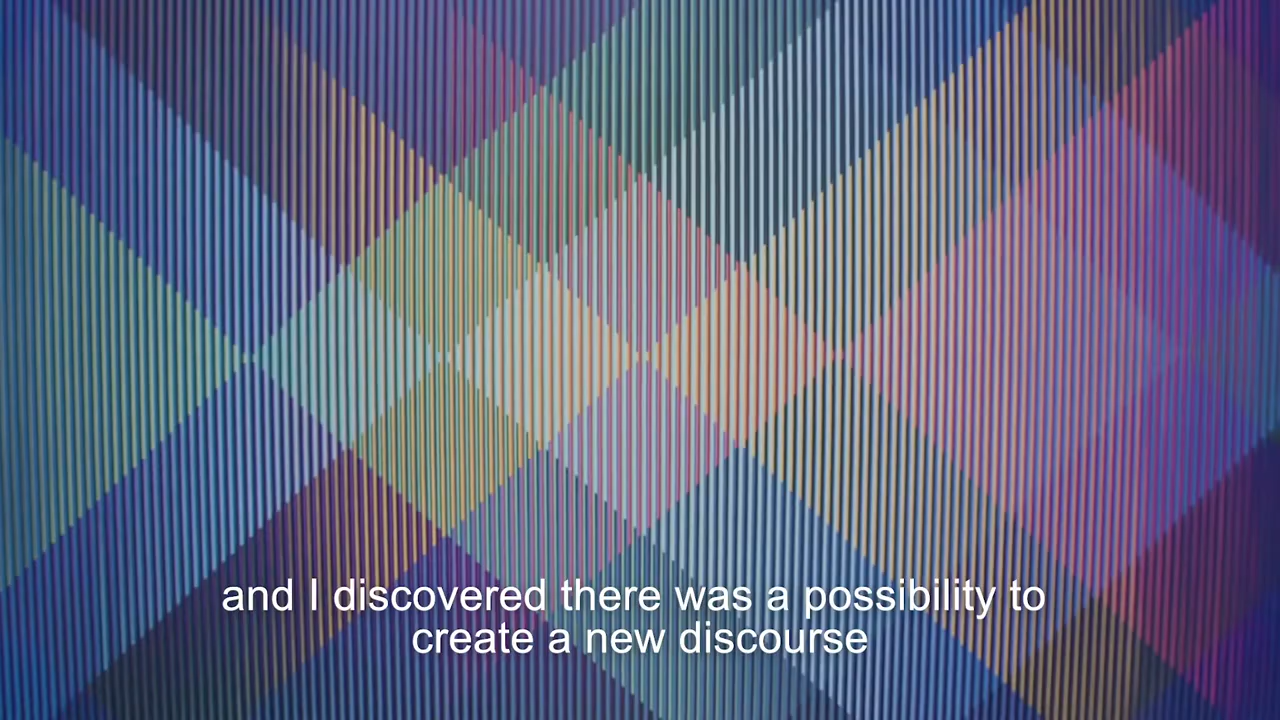 and I discovered there was a possibility to
create a new discourse